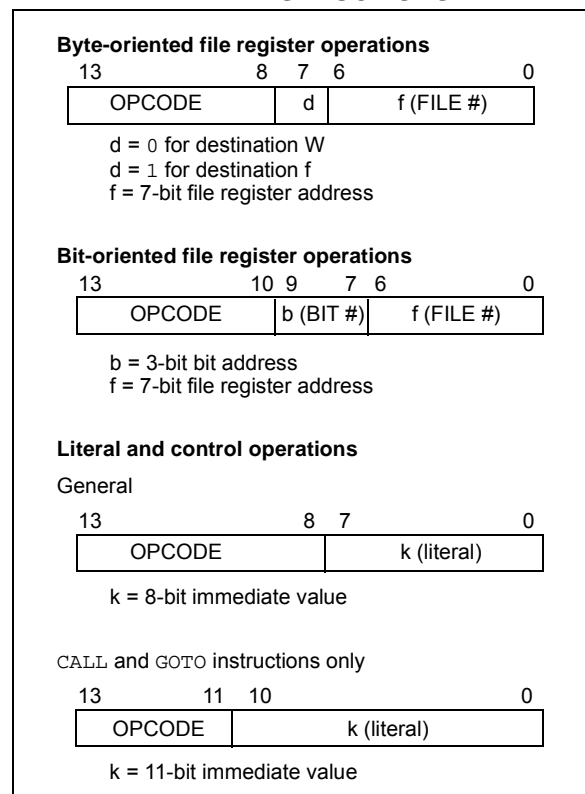 Byte-oriented file register operations
13 8 7 6 0
OPCODE d f (FILE #)
d = 0 for destination W
d = 1 for destination f
f = 7-bit file register address
Bit-oriented file register operations
13 10 9 7 6 0
OPCODE b (BIT #) f (FILE #)
b = 3-bit bit address
f = 7-bit file register address
Literal and control operations
General
13 8 7 0
OPCODE k (literal)
k = 8-bit immediate value
CALL and GOTO instructions only
13 11 10 0
OPCODE k (literal)
k = 11-bit immediate value